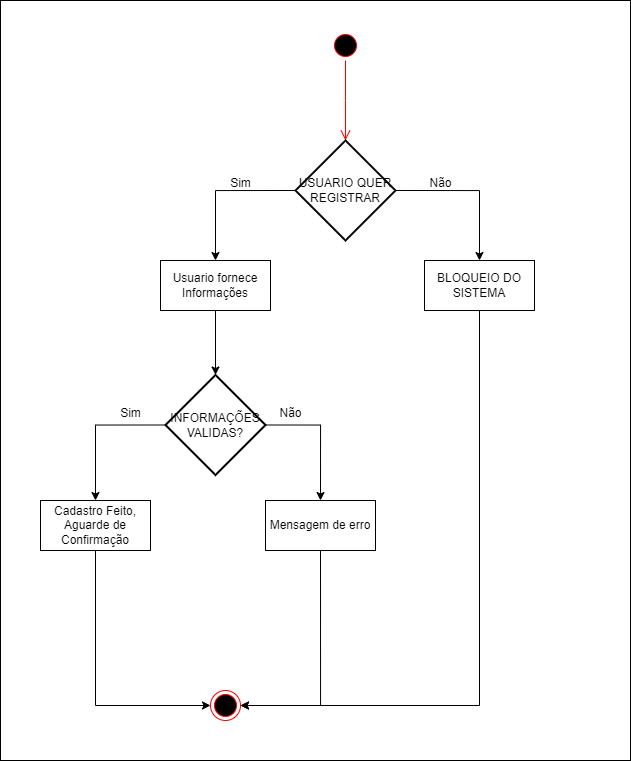 USUARIO QUER
REGISTRAR
Sim
Não
Usuario fornece
Informações
BLOQUEIO DO
SISTEMA
INFORMAÇÕES
VALIDAS?
Sim
Não
Cadastro Feito,
Aguarde de
Confirmação
Mensagem de erro